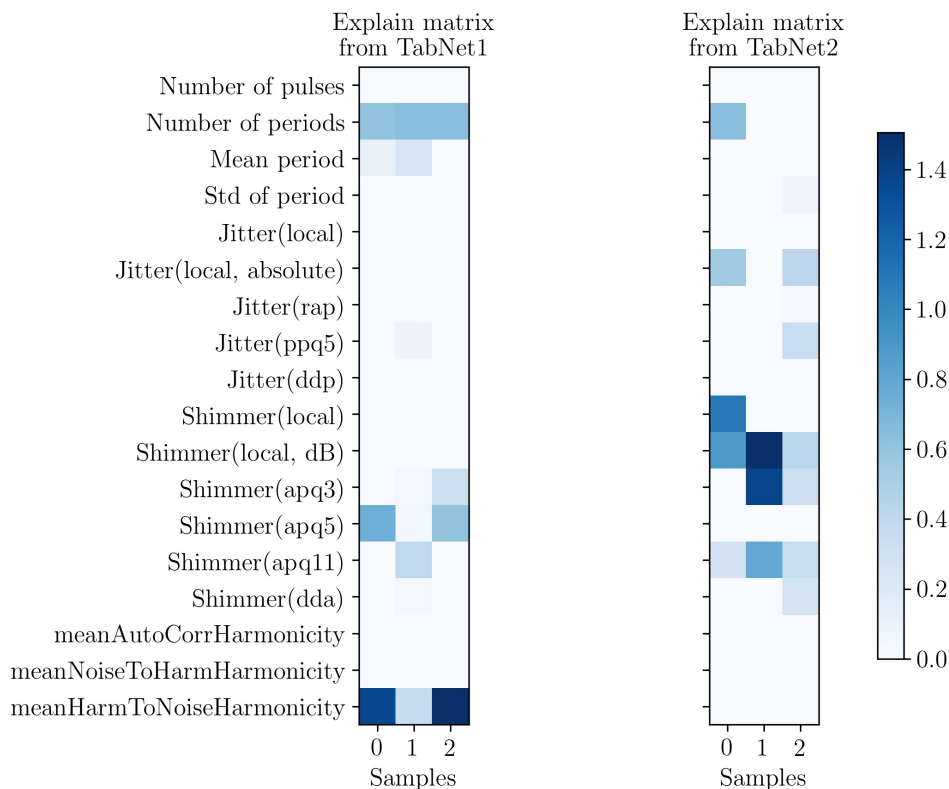 Explain matrix
from TabNet1
Explain matrix
from TabNet2
Number of pulses
Number of periods
Mean period
Std of period
Jitter(local)
Jitter(local, absolute)
Jitter(rap)
Jitter(ppq5)
Jitter(ddp)
Shimmer(local)
Shimmer(local, dB)
Shimmer(apq3)
Shimmer(apq5)
Shimmer(apq11)
Shimmer(dda)
meanAutoCorrHarmonicity
meanNoiseToHarmHarmonicity
meanHarmToNoiseHarmonicity
0 1 2
Samples
0 1 2
Samples
1.4
1.2
1.0
0.8
0.6
0.4
0.2
0.0